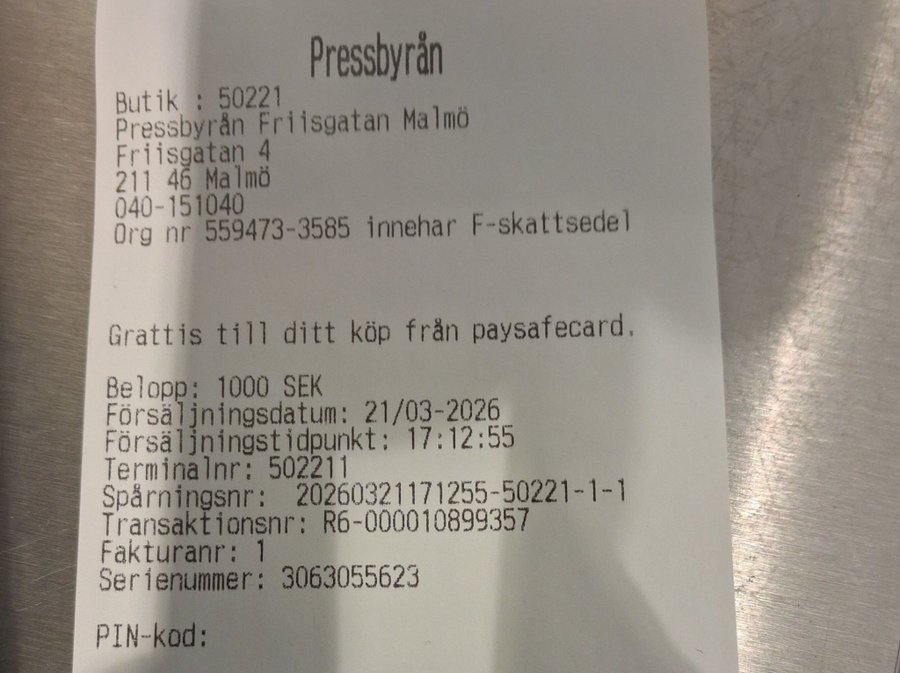 Pressbyrån
Butik : 50221
Pressbyrån Friisgatan Malmö
Friisgatan 4
211 46 Malmö
040-151040
Org nr 559473-3585 innehar F-skattsedel
Grattis till ditt köp från paysafecard.
Belopp: 1000 SEK
Försäljningsdatum: 21/03-2026
Försäljningstidpunkt: 17:12:55
Terminalnr: 502211
Spårningsnr: 20260321171255-50221-1-1
Transaktionsnr: R6-000010899357
Fakturanr: 1
Serienummer: 3063055623
PIN-kod: